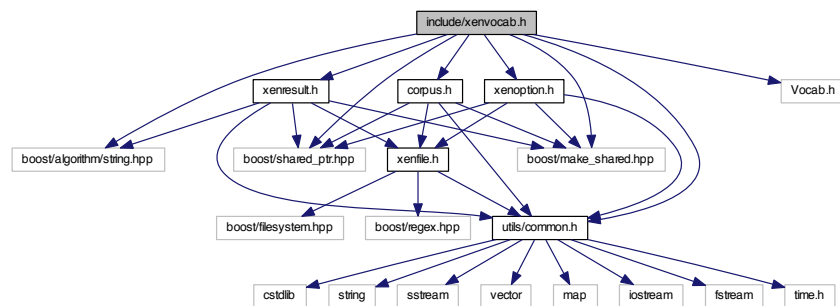 include/xenvocab.h
xenresult.h
corpus.h
xenoption.h
Vocab.h
boost/algorithm/string.hpp
boost/shared_ptr.hpp
xenfile.h
boost/make_shared.hpp
boost/filesystem.hpp
boost/regex.hpp
utils/common.h
cstdlib
string
sstream
vector
map
iostream
fstream
time.h